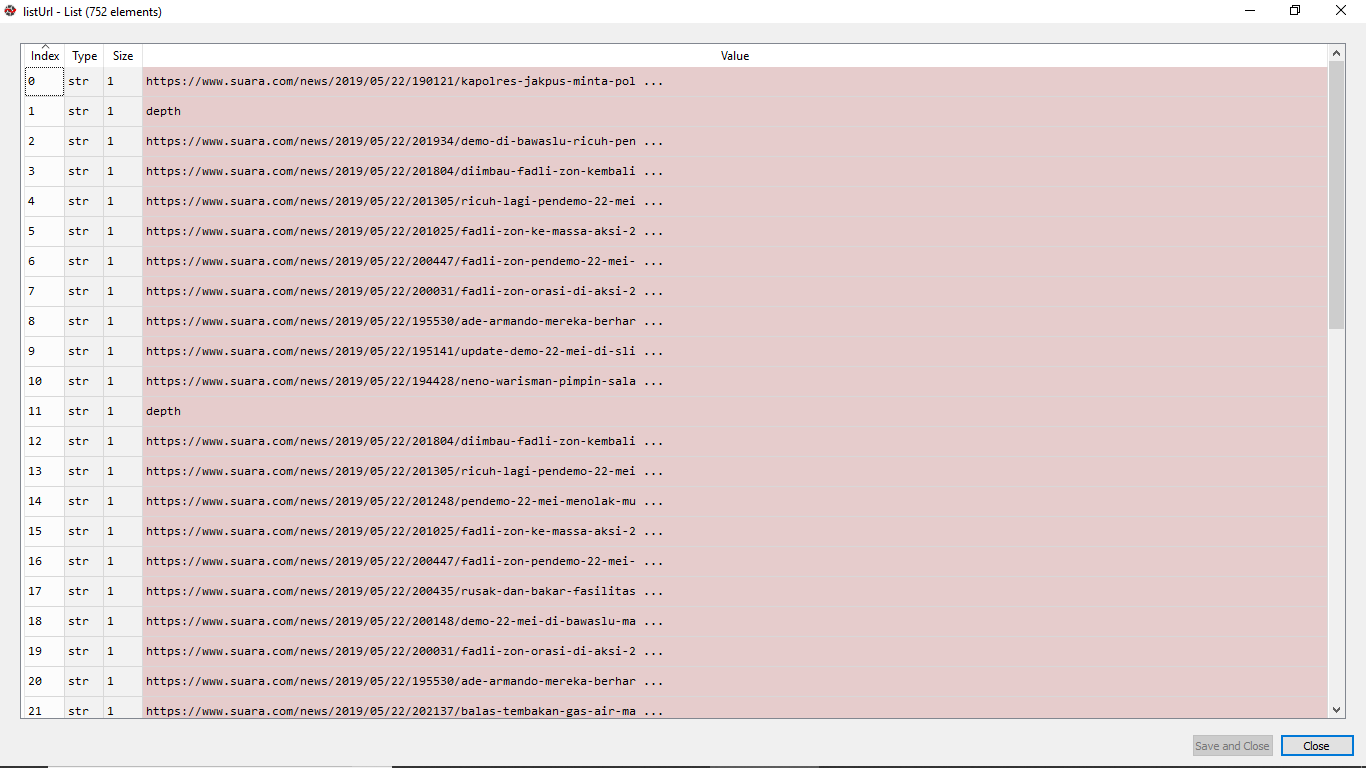 listUrl - List (752 elements)
Index Type Size Value
0 str 1 https://www.suara.com/news/2019/05/22/190121/kapolres-jakpus-minta-pol ...
1 str 1 depth
2 str 1 https://www.suara.com/news/2019/05/22/201934/demo-di-bawaslu-ricuh-pen ...
3 str 1 https://www.suara.com/news/2019/05/22/201804/diimbau-fadli-zon-kembali ...
4 str 1 https://www.suara.com/news/2019/05/22/201305/ricuh-lagi-pendemo-22-mei ...
5 str 1 https://www.suara.com/news/2019/05/22/201025/fadli-zon-ke-massa-aksi-2 ...
6 str 1 https://www.suara.com/news/2019/05/22/200447/fadli-zon-pendemo-22-mei- ...
7 str 1 https://www.suara.com/news/2019/05/22/200031/fadli-zon-orasi-di-aksi-2 ...
8 str 1 https://www.suara.com/news/2019/05/22/195530/ade-armando-mereka-berhar ...
9 str 1 https://www.suara.com/news/2019/05/22/195141/update-demo-22-mei-di-sli ...
10 str 1 https://www.suara.com/news/2019/05/22/194428/neno-warisman-pimpin-sala ...
11 str 1 depth
12 str 1 https://www.suara.com/news/2019/05/22/201804/diimbau-fadli-zon-kembali ...
13 str 1 https://www.suara.com/news/2019/05/22/201305/ricuh-lagi-pendemo-22-mei ...
14 str 1 https://www.suara.com/news/2019/05/22/201248/pendemo-22-mei-menolak-mu ...
15 str 1 https://www.suara.com/news/2019/05/22/201025/fadli-zon-ke-massa-aksi-2 ...
16 str 1 https://www.suara.com/news/2019/05/22/200447/fadli-zon-pendemo-22-mei- ...
17 str 1 https://www.suara.com/news/2019/05/22/200435/rusak-dan-bakar-fasilitas ...
18 str 1 https://www.suara.com/news/2019/05/22/200148/demo-22-mei-di-bawaslu-ma ...
19 str 1 https://www.suara.com/news/2019/05/22/200031/fadli-zon-orasi-di-aksi-2 ...
20 str 1 https://www.suara.com/news/2019/05/22/195530/ade-armando-mereka-berhar ...
21 str 1 https://www.suara.com/news/2019/05/22/202137/balas-tembakan-gas-air-ma ...
Save and Close Close